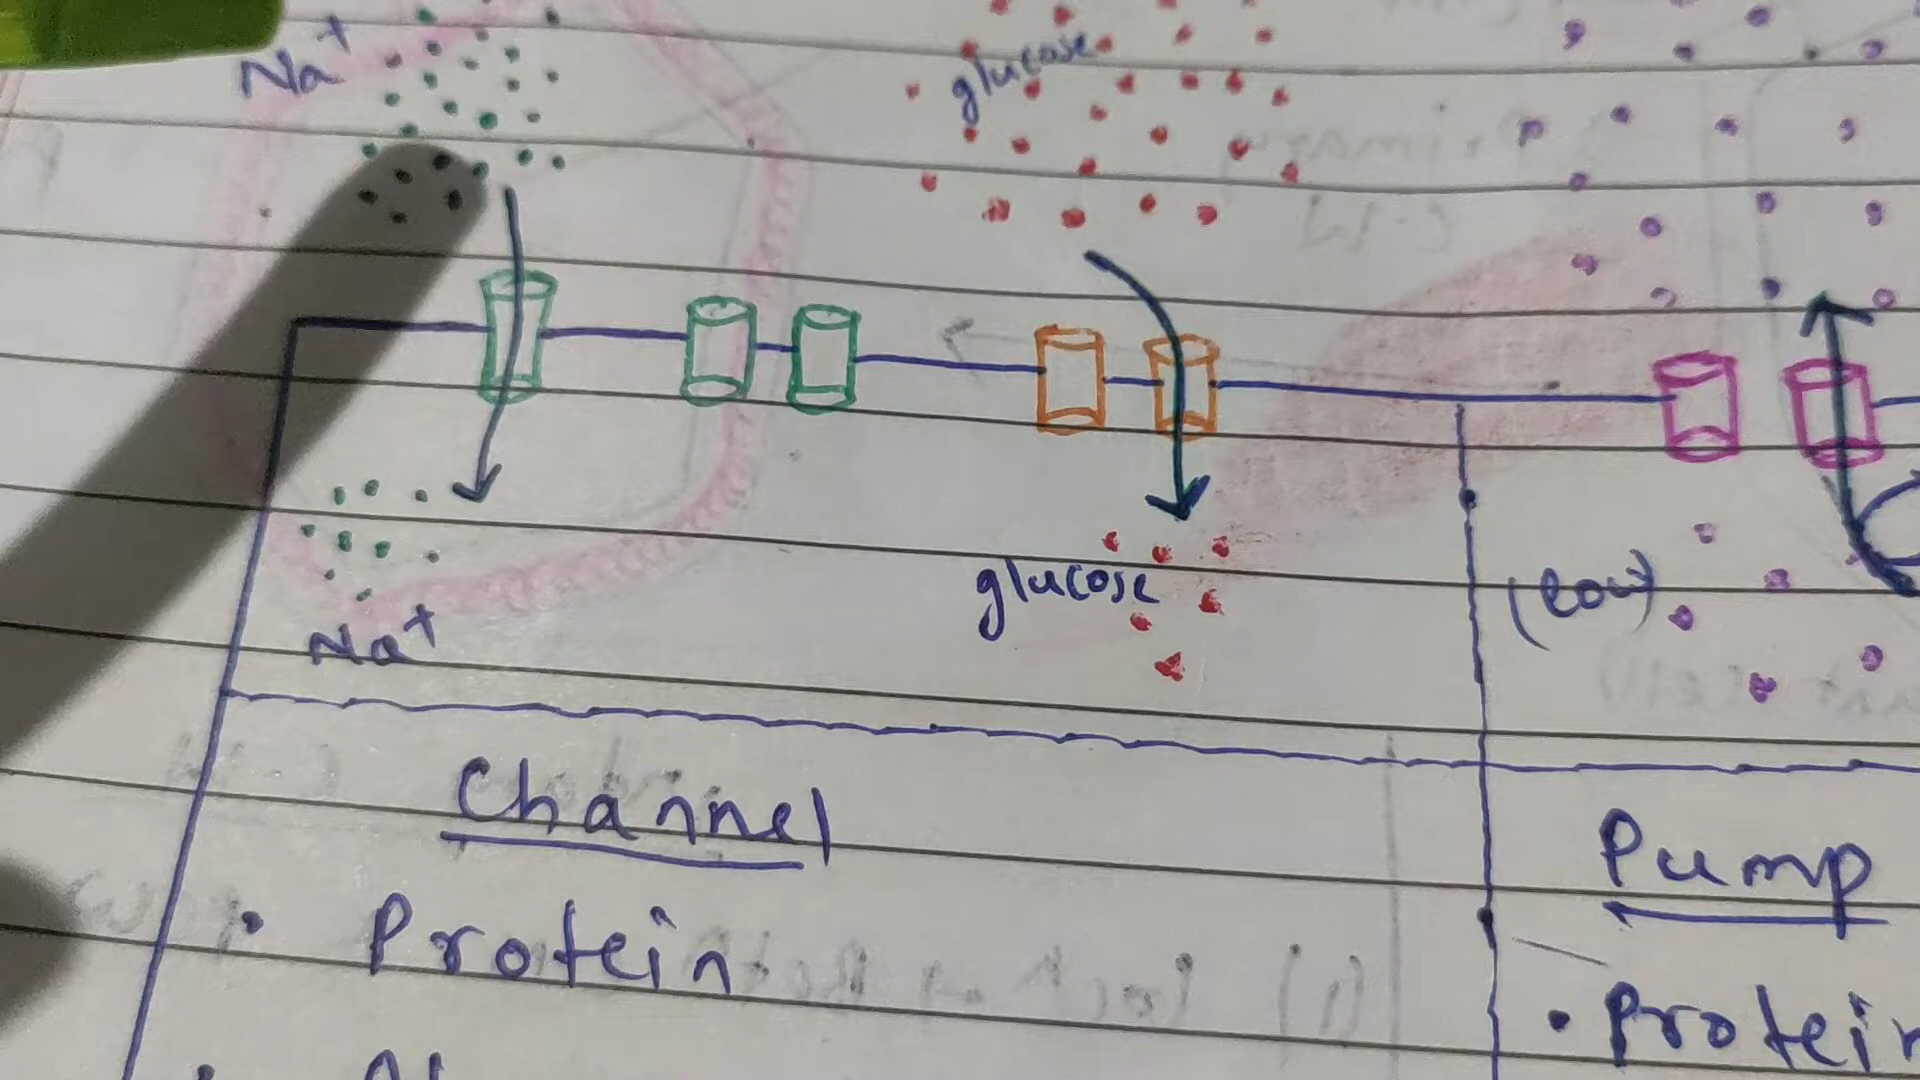 Na+
glucose
glucose
(low)
Na+
Channel
Pump
• Protein
• Protein